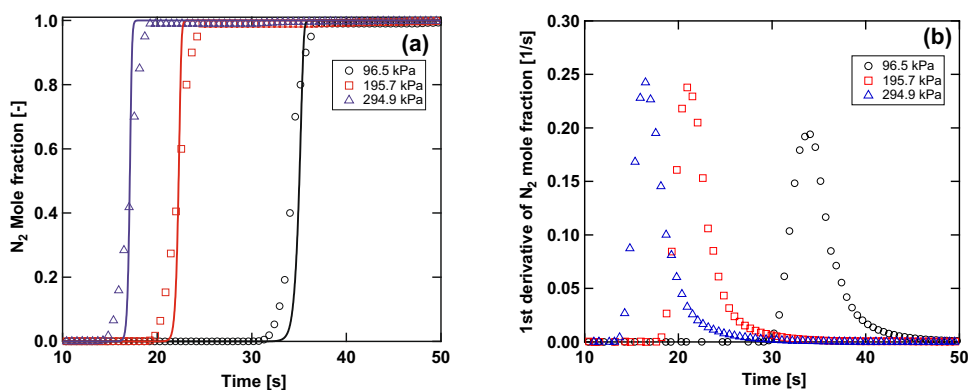 (a)
N₂ Mole fraction [-]
1.0
0.8
0.6
0.4
0.2
0.0
96.5 kPa
195.7 kPa
294.9 kPa
10 20 30 40 50
Time [s]
(b)
1st derivative of N₂ mole fraction [1/s]
0.30
0.25
0.20
0.15
0.10
0.05
0.00
96.5 kPa
195.7 kPa
294.9 kPa
10 20 30 40 50
Time [s]